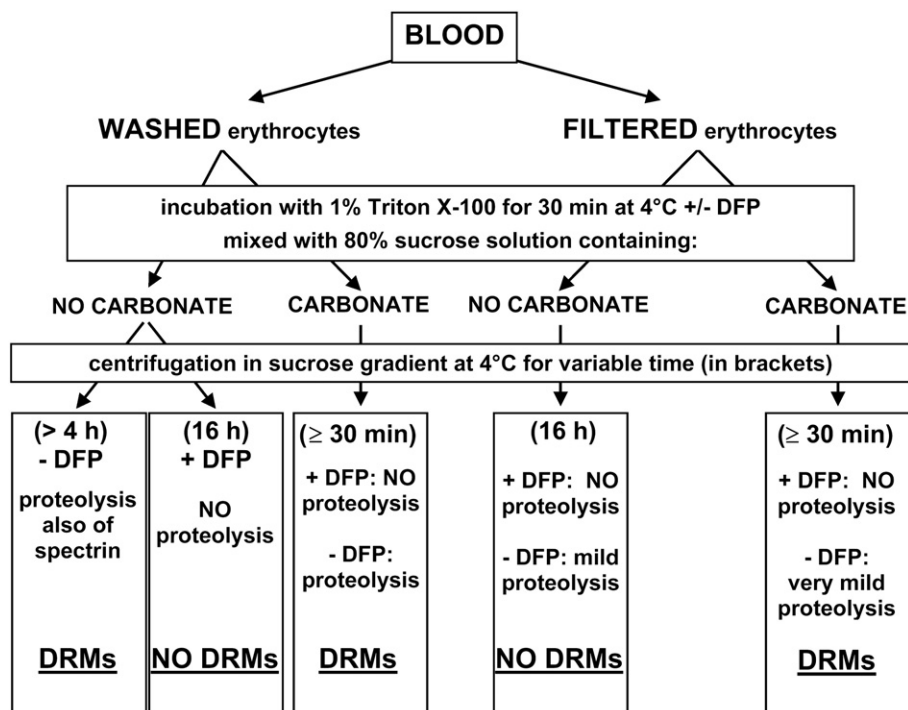 BLOOD
WASHED erythrocytes
FILTERED erythrocytes
incubation with 1% Triton X-100 for 30 min at 4°C +/- DFP
mixed with 80% sucrose solution containing:
NO CARBONATE
CARBONATE
NO CARBONATE
CARBONATE
centrifugation in sucrose gradient at 4°C for variable time (in brackets)
(> 4 h)
- DFP
proteolysis
also of
spectrin
DRMs
(16 h)
+ DFP
NO
proteolysis
NO DRMs
(≥ 30 min)
+ DFP: NO
proteolysis
- DFP:
proteolysis
DRMs
(16 h)
+ DFP: NO
proteolysis
- DFP: mild
proteolysis
NO DRMs
(≥ 30 min)
+ DFP: NO
proteolysis
- DFP:
very mild
proteolysis
DRMs